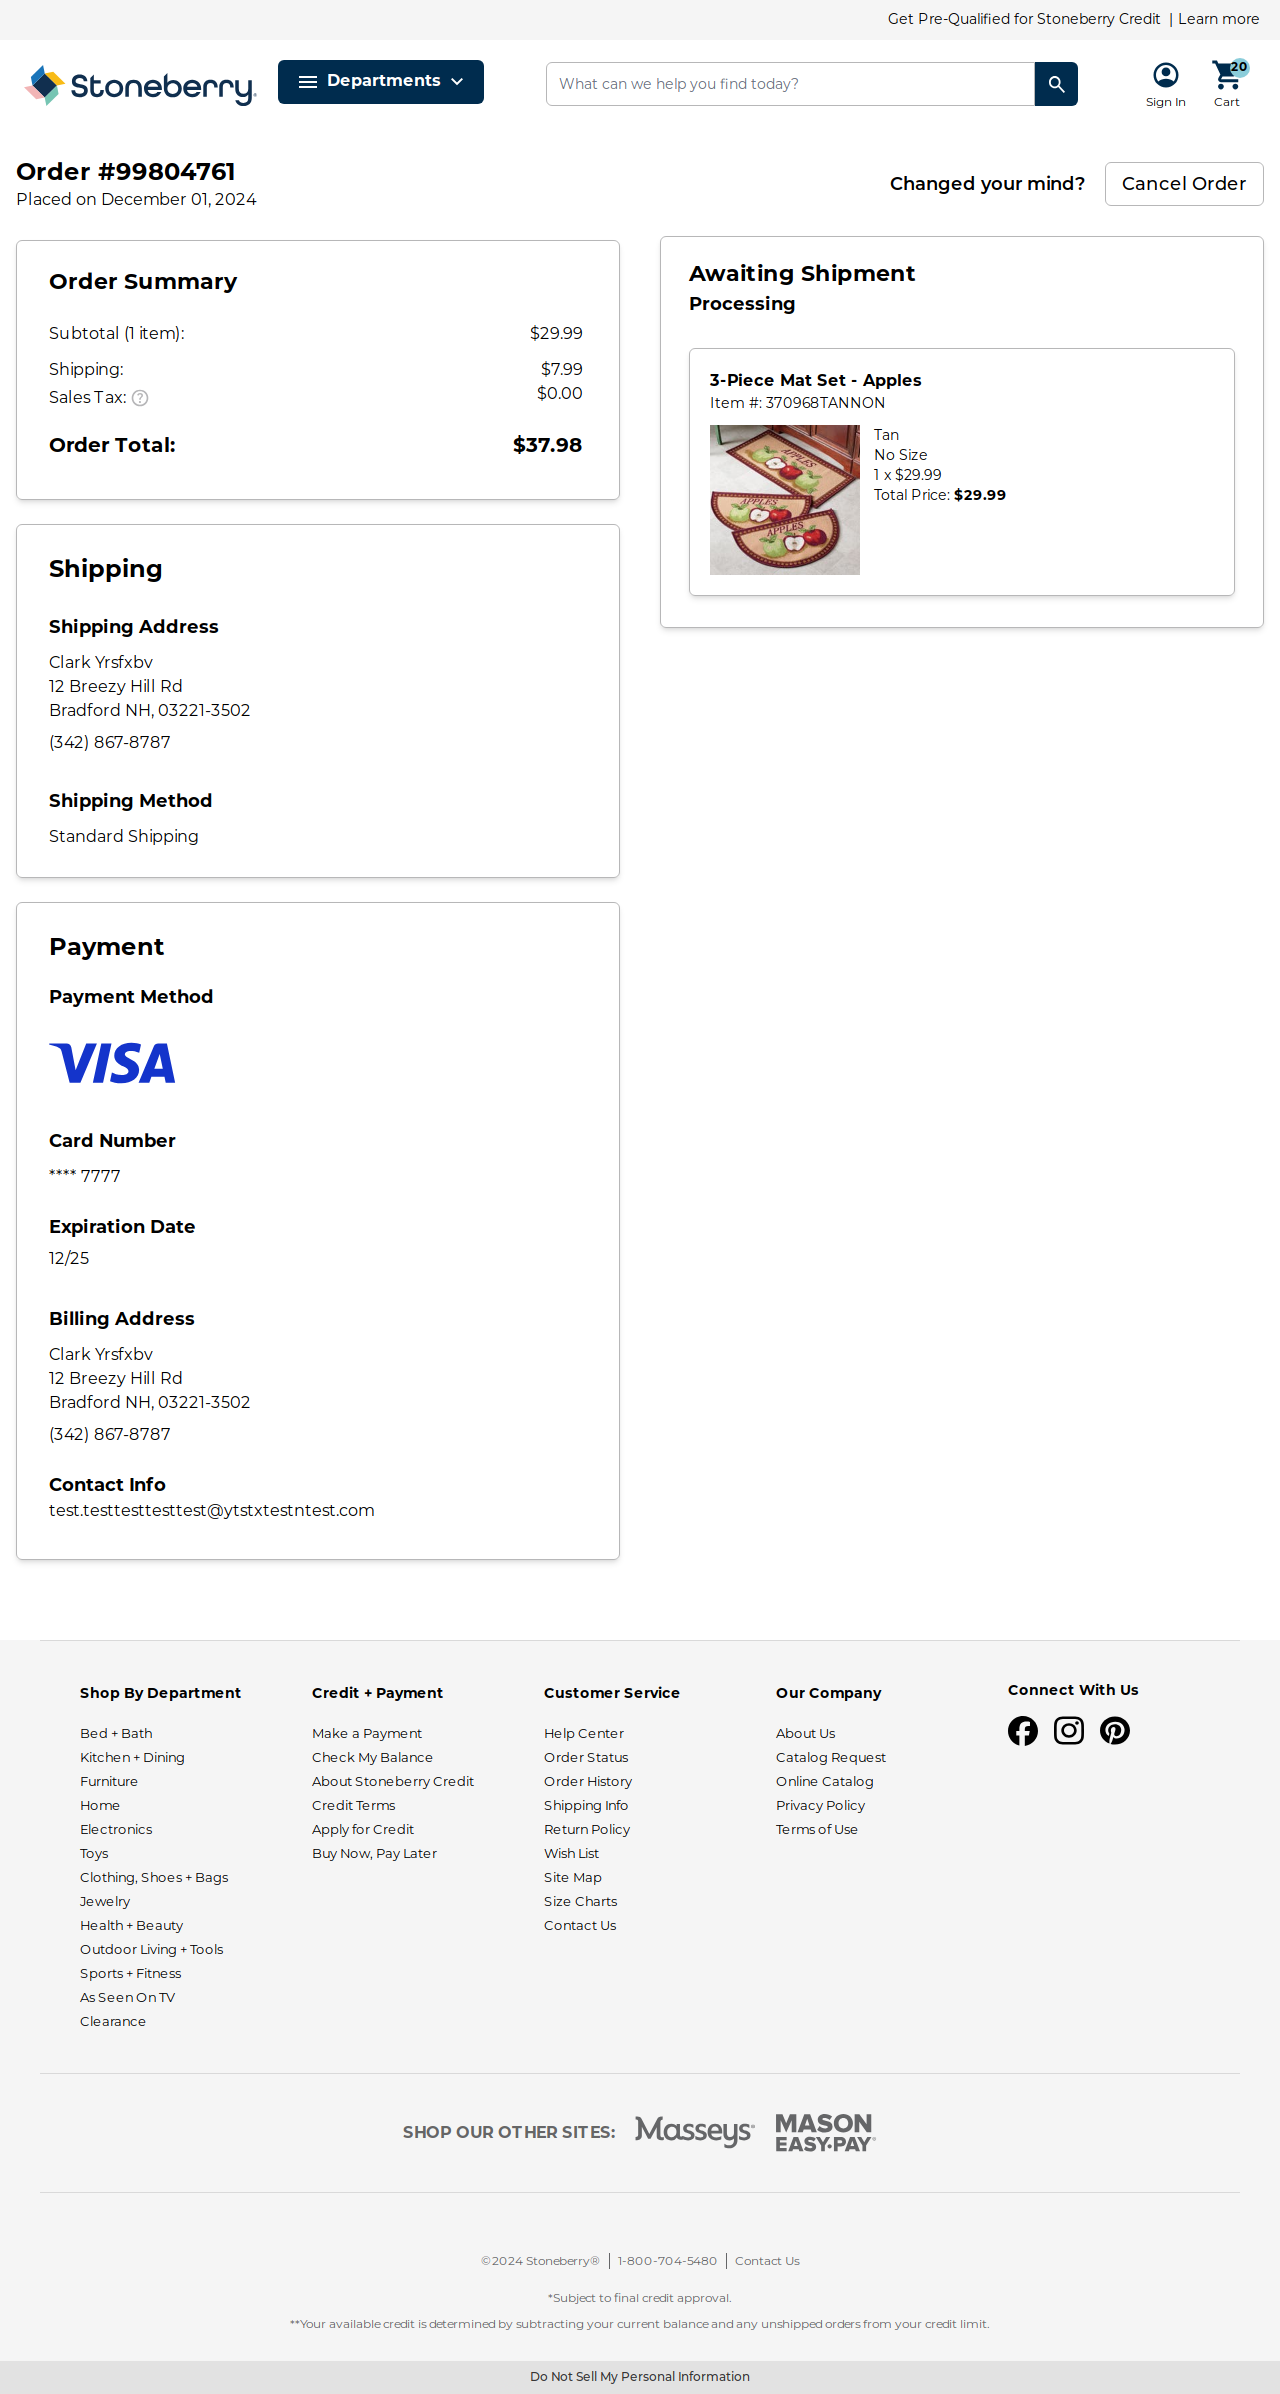 Get Pre-Qualified for Stoneberry Credit | Learn more
Stoneberry®
Departments
What can we help you find today?
Sign In
20
Cart
Order #99804761
Placed on December 01, 2024
Changed your mind?
Cancel Order
Order Summary
Subtotal (1 item): $29.99
Shipping: $7.99
Sales Tax: ? $0.00
Order Total: $37.98
Shipping
Shipping Address
Clark Yrsfxbv
12 Breezy Hill Rd
Bradford NH, 03221-3502
(342) 867-8787
Shipping Method
Standard Shipping
Payment
Payment Method
VISA
Card Number
**** 7777
Expiration Date
12/25
Billing Address
Clark Yrsfxbv
12 Breezy Hill Rd
Bradford NH, 03221-3502
(342) 867-8787
Contact Info
test.testtesttesttest@ytstxtestntest.com
Awaiting Shipment
Processing
3-Piece Mat Set - Apples
Item #: 370968TANNON
APPLES
APPLES
APPLES
Tan
No Size
1 x $29.99
Total Price: $29.99
Shop By Department
Bed + Bath
Kitchen + Dining
Furniture
Home
Electronics
Toys
Clothing, Shoes + Bags
Jewelry
Health + Beauty
Outdoor Living + Tools
Sports + Fitness
As Seen On TV
Clearance
Credit + Payment
Make a Payment
Check My Balance
About Stoneberry Credit
Credit Terms
Apply for Credit
Buy Now, Pay Later
Customer Service
Help Center
Order Status
Order History
Shipping Info
Return Policy
Wish List
Site Map
Size Charts
Contact Us
Our Company
About Us
Catalog Request
Online Catalog
Privacy Policy
Terms of Use
Connect With Us
SHOP OUR OTHER SITES:
Masseys®
MASON
EASY•PAY®
©2024 Stoneberry® | 1-800-704-5480 | Contact Us
*Subject to final credit approval.
**Your available credit is determined by subtracting your current balance and any unshipped orders from your credit limit.
Do Not Sell My Personal Information